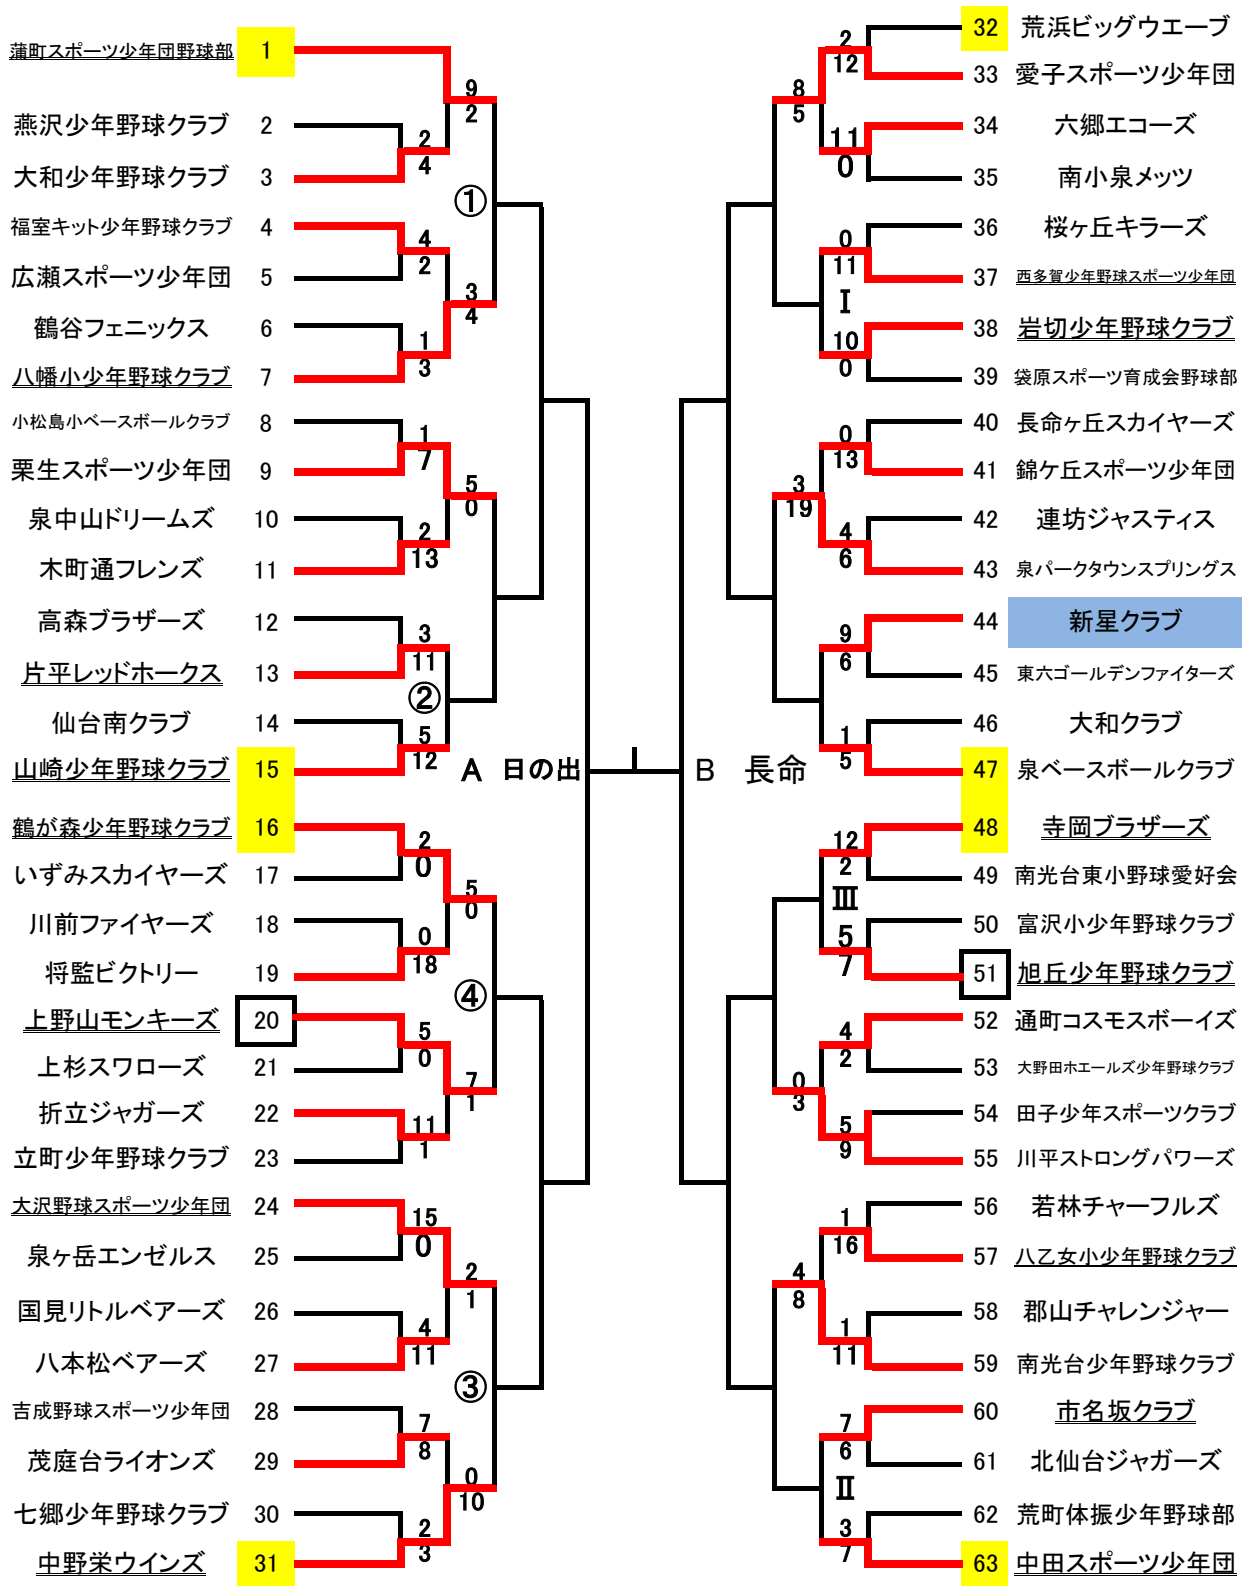 蒲町スポーツ少年団野球部 1
燕沢少年野球クラブ 2
大和少年野球クラブ 3
福室キット少年野球クラブ 4
広瀬スポーツ少年団 5
鶴谷フェニックス 6
八幡小少年野球クラブ 7
小松島小ベースボールクラブ 8
栗生スポーツ少年団 9
泉中山ドリームズ 10
木町通フレンズ 11
高森ブラザーズ 12
片平レッドホークス 13
仙台南クラブ 14
山崎少年野球クラブ 15
鶴が森少年野球クラブ 16
いずみスカイヤーズ 17
川前ファイヤーズ 18
将監ビクトリー 19
上野山モンキーズ 20
上杉スワローズ 21
折立ジャガーズ 22
立町少年野球クラブ 23
大沢野球スポーツ少年団 24
泉ヶ岳エンゼルス 25
国見リトルベアーズ 26
八本松ベアーズ 27
吉成野球スポーツ少年団 28
茂庭台ライオンズ 29
七郷少年野球クラブ 30
中野栄ウインズ 31
2
4
4
2
1
3
1
7
2
13
3
11
②
5
12
2
0
0
18
5
0
11
1
15
0
4
11
7
8
2
3
9
2
①
3
4
5
0
5
0
④
7
1
2
1
③
0
10
A 日の出
B 長命
8
5
3
19
0
3
4
8
2
12
11
0
0
11
Ⅰ
10
0
0
13
4
6
9
6
1
5
12
2
Ⅲ
5
7
4
2
5
9
1
16
1
11
7
6
Ⅱ
3
7
32 荒浜ビッグウエーブ
33 愛子スポーツ少年団
34 六郷エコーズ
35 南小泉メッツ
36 桜ヶ丘キラーズ
37 西多賀少年野球スポーツ少年団
38 岩切少年野球クラブ
39 袋原スポーツ育成会野球部
40 長命ヶ丘スカイヤーズ
41 錦ケ丘スポーツ少年団
42 連坊ジャスティス
43 泉パークタウンスプリングス
44 新星クラブ
45 東六ゴールデンファイターズ
46 大和クラブ
47 泉ベースボールクラブ
48 寺岡ブラザーズ
49 南光台東小野球愛好会
50 富沢小少年野球クラブ
51 旭丘少年野球クラブ
52 通町コスモスボーイズ
53 大野田ホエールズ少年野球クラブ
54 田子少年スポーツクラブ
55 川平ストロングパワーズ
56 若林チャーフルズ
57 八乙女小少年野球クラブ
58 郡山チャレンジャー
59 南光台少年野球クラブ
60 市名坂クラブ
61 北仙台ジャガーズ
62 荒町体振少年野球部
63 中田スポーツ少年団